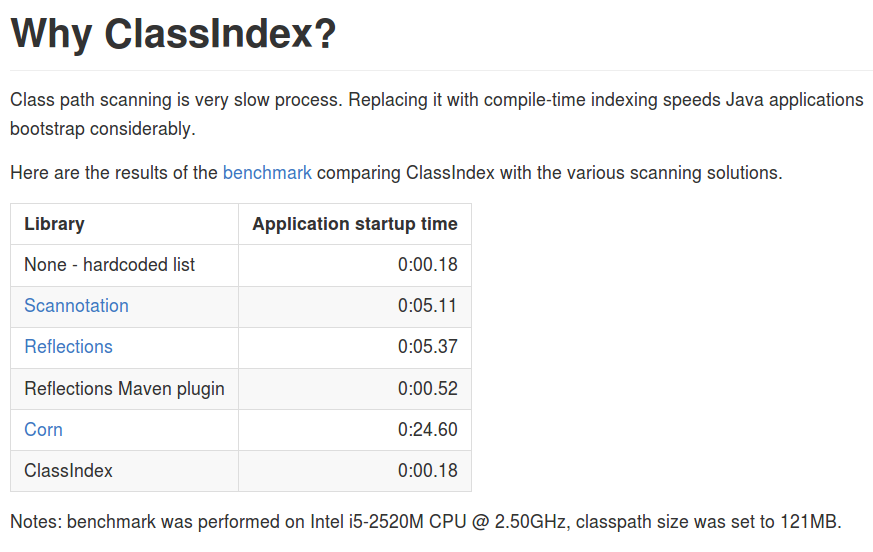 Why ClassIndex?
Class path scanning is very slow process. Replacing it with compile-time indexing speeds Java applications
bootstrap considerably.
Here are the results of the benchmark comparing ClassIndex with the various scanning solutions.
Library Application startup time
None - hardcoded list 0:00.18
Scannotation 0:05.11
Reflections 0:05.37
Reflections Maven plugin 0:00.52
Corn 0:24.60
ClassIndex 0:00.18
Notes: benchmark was performed on Intel i5-2520M CPU @ 2.50GHz, classpath size was set to 121MB.